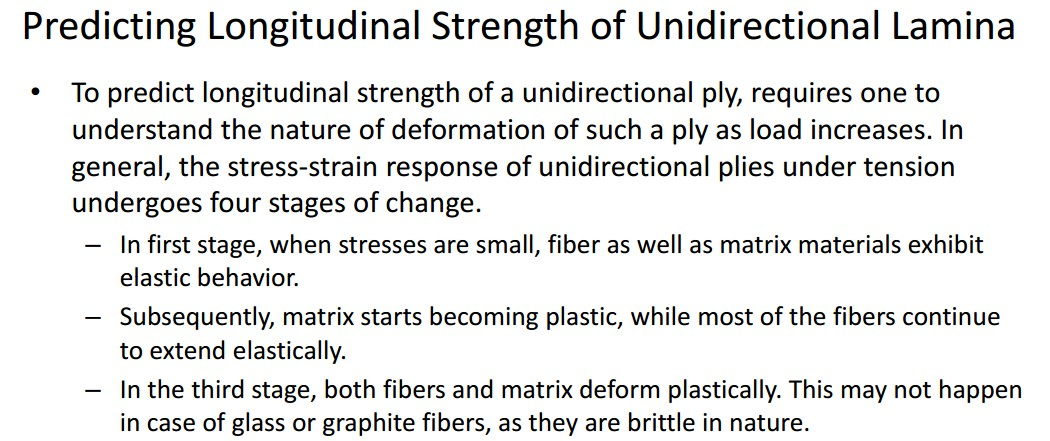 Predicting Longitudinal Strength of Unidirectional Lamina
• To predict longitudinal strength of a unidirectional ply, requires one to
understand the nature of deformation of such a ply as load increases. In
general, the stress-strain response of unidirectional plies under tension
undergoes four stages of change.
– In first stage, when stresses are small, fiber as well as matrix materials exhibit
elastic behavior.
– Subsequently, matrix starts becoming plastic, while most of the fibers continue
to extend elastically.
– In the third stage, both fibers and matrix deform plastically. This may not happen
in case of glass or graphite fibers, as they are brittle in nature.